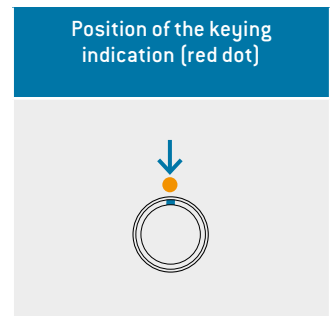 Position of the keying
indication (red dot)